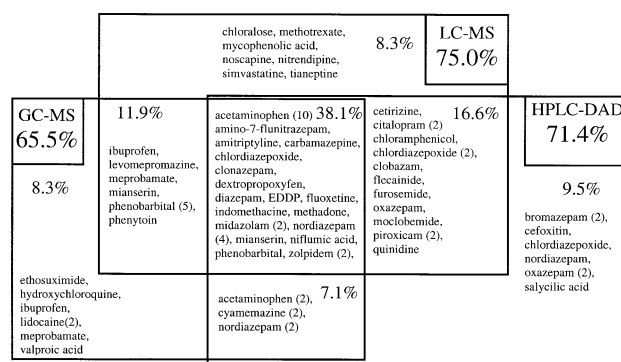 chloralose, methotrexate,
mycophenolic acid,
noscapine, nitrendipine,
simvastatine, tianeptine
8.3%
LC-MS
75.0%
GC-MS
65.5%
8.3%
ethosuximide,
hydroxychloroquine,
ibuprofen,
lidocaine(2),
meprobamate,
valproic acid
11.9%
ibuprofen,
levomepromazine,
meprobamate,
mianserin,
phenobarbital (5),
phenytoin
acetaminophen (10) 38.1%
amino-7-flunitrazepam,
amitriptyline, carbamazepine,
chlordiazepoxide,
clonazepam,
dextropropoxyfen,
diazepam, EDDP, fluoxetine,
indomethacine, methadone,
midazolam (2), nordiazepam
(4), mianserin, niflumic acid,
phenobarbital, zolpidem (2),
cetirizine, 16.6%
citalopram (2)
chloramphenicol,
chlordiazepoxide (2),
clobazam,
flecainide,
furosemide,
oxazepam,
moclobemide,
piroxicam (2),
quinidine
HPLC-DAD
71.4%
9.5%
bromazepam (2),
cefoxitin,
chlordiazepoxide,
nordiazepam,
oxazepam (2),
salycilic acid
7.1%
acetaminophen (2),
cyamemazine (2),
nordiazepam (2)